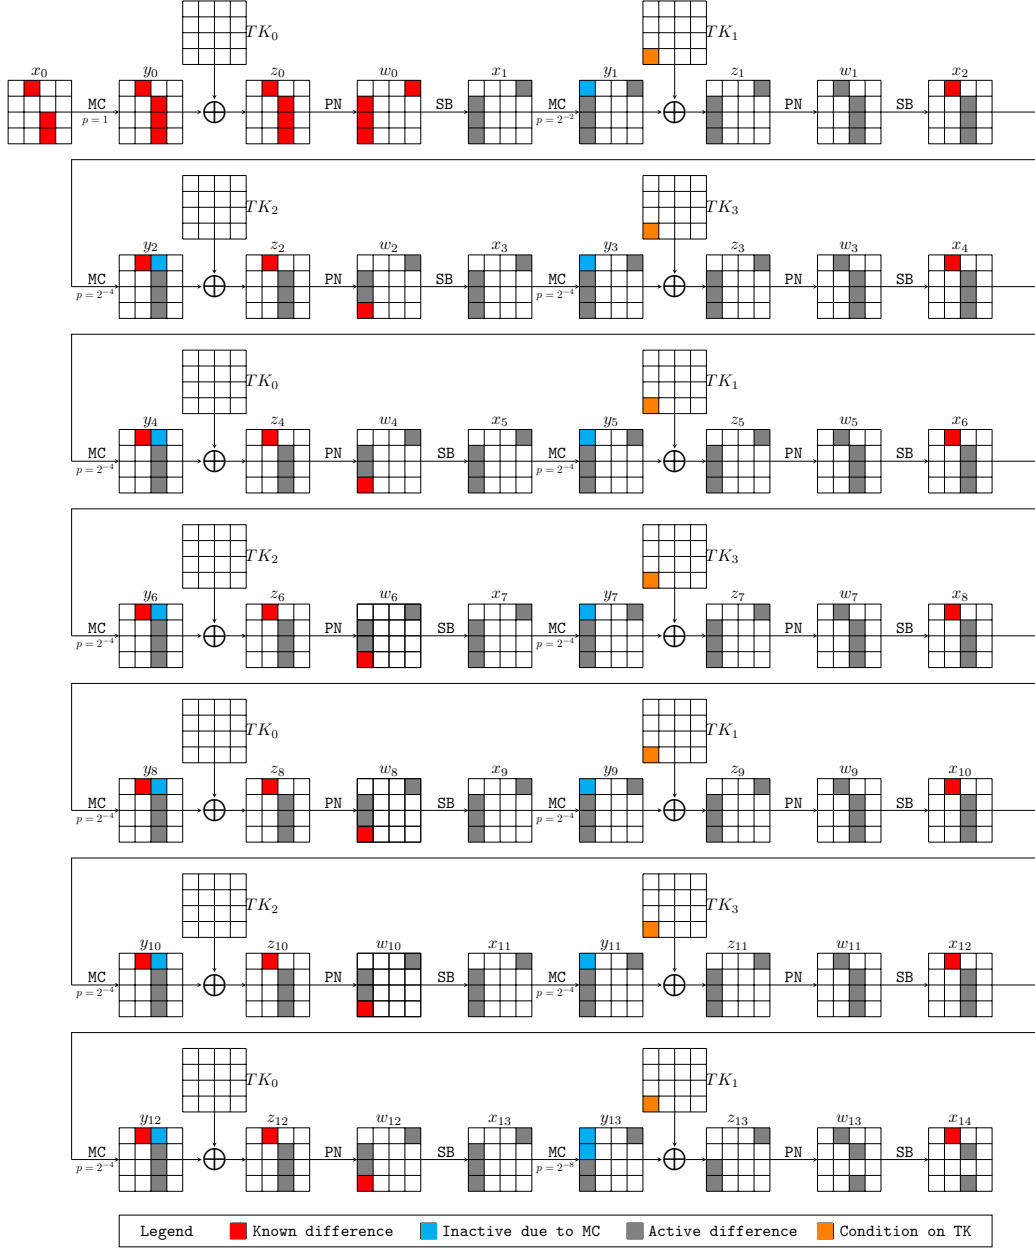 TK₀ TK₁
x₀ y₀ z₀ w₀ x₁ y₁ z₁ w₁ x₂
MC PN SB MC PN SB
p = 1 p = 2⁻²
TK₂ TK₃
y₂ z₂ w₂ x₃ y₃ z₃ w₃ x₄
MC PN SB MC PN SB
p = 2⁻⁴ p = 2⁻⁴
TK₀ TK₁
y₄ z₄ w₄ x₅ y₅ z₅ w₅ x₆
MC PN SB MC PN SB
p = 2⁻⁴ p = 2⁻⁴
TK₂ TK₃
y₆ z₆ w₆ x₇ y₇ z₇ w₇ x₈
MC PN SB MC PN SB
p = 2⁻⁴ p = 2⁻⁴
TK₀ TK₁
y₈ z₈ w₈ x₉ y₉ z₉ w₉ x₁₀
MC PN SB MC PN SB
p = 2⁻⁴ p = 2⁻⁴
TK₂ TK₃
y₁₀ z₁₀ w₁₀ x₁₁ y₁₁ z₁₁ w₁₁ x₁₂
MC PN SB MC PN SB
p = 2⁻⁴ p = 2⁻⁴
TK₀ TK₁
y₁₂ z₁₂ w₁₂ x₁₃ y₁₃ z₁₃ w₁₃ x₁₄
MC PN SB MC PN SB
p = 2⁻⁴ p = 2⁻⁸
Legend Known difference Inactive due to MC Active difference Condition on TK